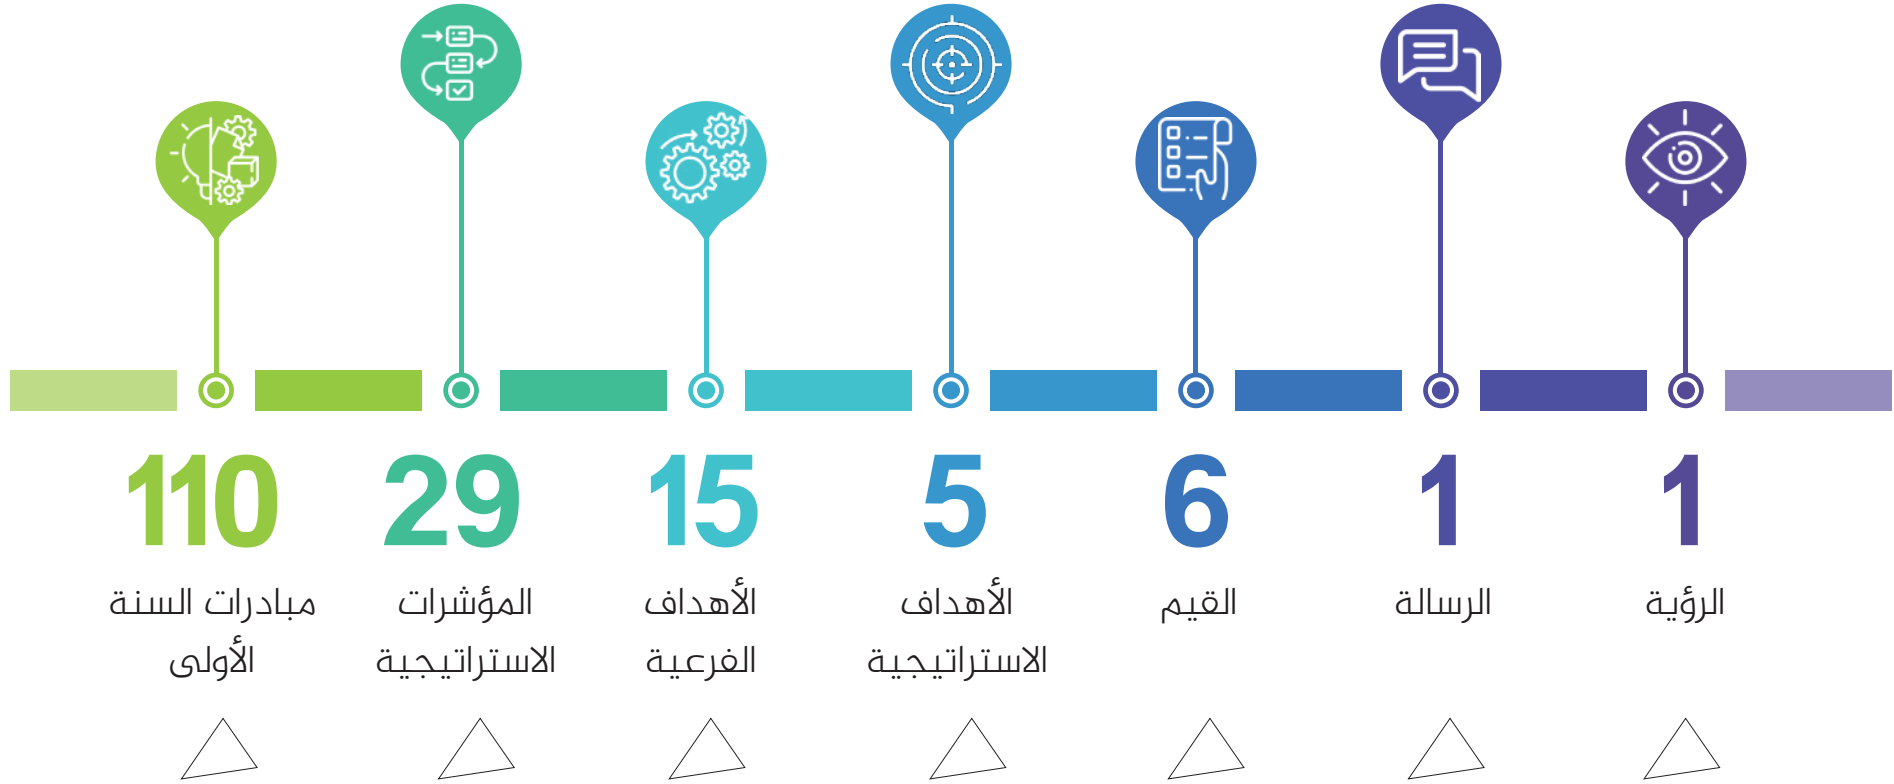 1
الرؤية
1
الرسالة
6
القيم
5
الأهداف
الاستراتيجية
15
الأهداف
الفرعية
29
المؤشرات
الاستراتيجية
110
مبادرات السنة
الأولى